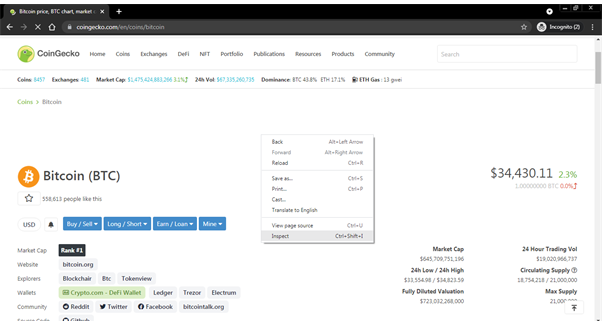 Bitcoin price, BTC chart, market c
coingecko.com/en/coins/bitcoin
Incognito (2)
CoinGecko Home Coins Exchanges DeFi NFT Portfolio Publications Resources Products Community Search
Coins: 8457 Exchanges: 481 Market Cap: $1,475,424,883,266 3.1% 24h Vol: $67,335,260,735 Dominance: BTC 43.8% ETH 17.1% ETH Gas: 13 gwei
Coins > Bitcoin
Back Alt+Left Arrow
Forward Alt+Right Arrow
Reload Ctrl+R
Save as... Ctrl+S
Print... Ctrl+P
Cast...
Translate to English
View page source Ctrl+U
Inspect Ctrl+Shift+I
Bitcoin (BTC)
558,613 people like this
$34,430.11 2.3%
1.00000000 BTC 0.0%
USD Buy / Sell Long / Short Earn / Loan Mine
Market Cap Rank #1
Website bitcoin.org
Explorers Blockchair Btc Tokenview
Wallets Crypto.com - DeFi Wallet Ledger Trezor Electrum
Community Reddit Twitter Facebook bitcointalk.org
Source Code Github
Market Cap
$645,709,751,196
24h Low / 24h High
$33,554.98 / $34,823.59
Fully Diluted Valuation
$723,032,268,000
24 Hour Trading Vol
$19,020,966,737
Circulating Supply
18,754,218 / 21,000,000
Max Supply
21,000,000